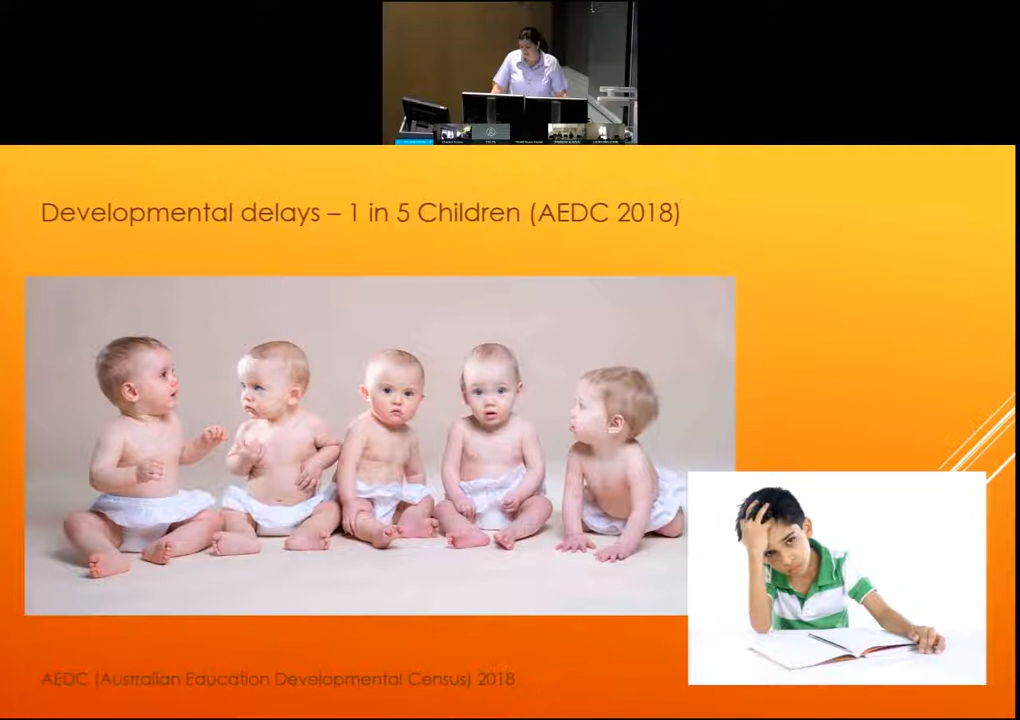 Developmental delays – 1 in 5 Children (AEDC 2018)
AEDC (Australian Education Developmental Census) 2018